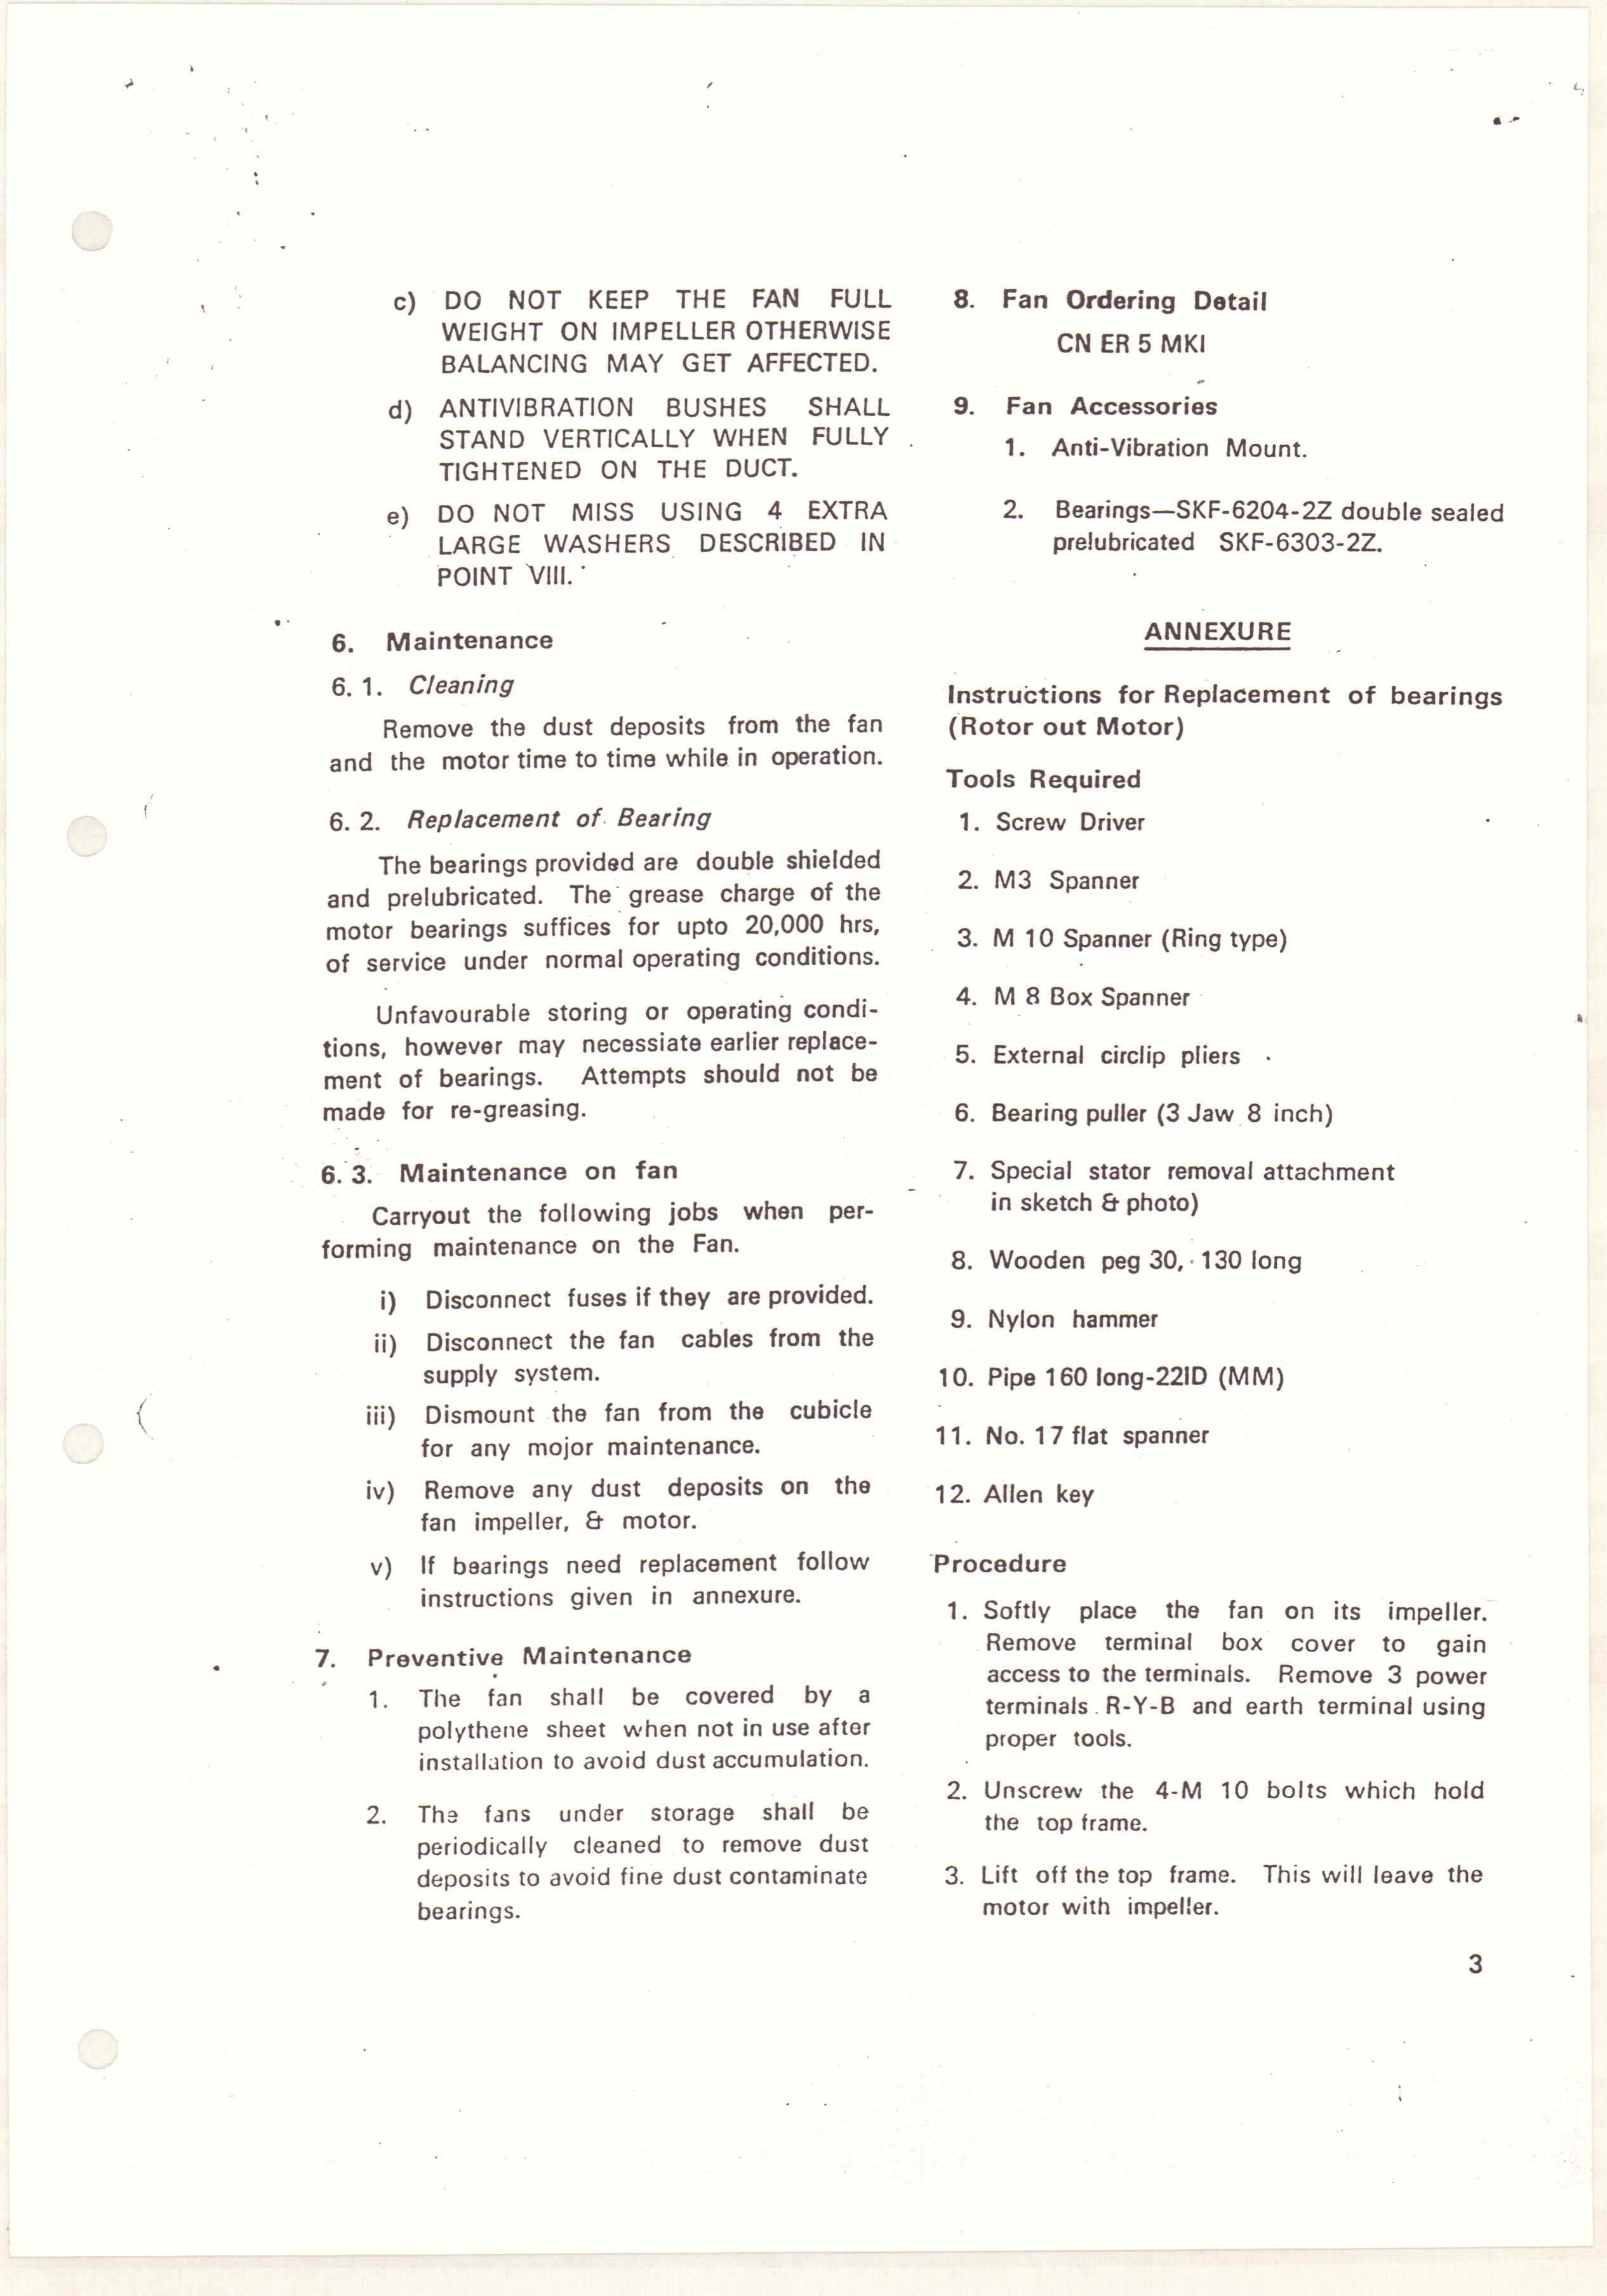 c) DO NOT KEEP THE FAN FULL
WEIGHT ON IMPELLER OTHERWISE
BALANCING MAY GET AFFECTED.
d) ANTIVIBRATION BUSHES SHALL
STAND VERTICALLY WHEN FULLY
TIGHTENED ON THE DUCT.
e) DO NOT MISS USING 4 EXTRA
LARGE WASHERS DESCRIBED IN
POINT VIII.
6. Maintenance
6. 1. Cleaning
Remove the dust deposits from the fan
and the motor time to time while in operation.
6. 2. Replacement of Bearing
The bearings provided are double shielded
and prelubricated. The grease charge of the
motor bearings suffices for upto 20,000 hrs,
of service under normal operating conditions.
Unfavourable storing or operating condi-
tions, however may necessiate earlier replace-
ment of bearings. Attempts should not be
made for re-greasing.
6. 3. Maintenance on fan
Carryout the following jobs when per-
forming maintenance on the Fan.
i) Disconnect fuses if they are provided.
ii) Disconnect the fan cables from the
supply system.
iii) Dismount the fan from the cubicle
for any mojor maintenance.
iv) Remove any dust deposits on the
fan impeller, & motor.
v) If bearings need replacement follow
instructions given in annexure.
7. Preventive Maintenance
1. The fan shall be covered by a
polythene sheet when not in use after
installation to avoid dust accumulation.
2. The fans under storage shall be
periodically cleaned to remove dust
deposits to avoid fine dust contaminate
bearings.
8. Fan Ordering Detail
CN ER 5 MKI
9. Fan Accessories
1. Anti-Vibration Mount.
2. Bearings—SKF-6204-2Z double sealed
prelubricated SKF-6303-2Z.
ANNEXURE
Instructions for Replacement of bearings
(Rotor out Motor)
Tools Required
1. Screw Driver
2. M3 Spanner
3. M 10 Spanner (Ring type)
4. M 8 Box Spanner
5. External circlip pliers
6. Bearing puller (3 Jaw 8 inch)
7. Special stator removal attachment
in sketch & photo)
8. Wooden peg 30, 130 long
9. Nylon hammer
10. Pipe 160 long-22ID (MM)
11. No. 17 flat spanner
12. Allen key
Procedure
1. Softly place the fan on its impeller.
Remove terminal box cover to gain
access to the terminals. Remove 3 power
terminals R-Y-B and earth terminal using
proper tools.
2. Unscrew the 4-M 10 bolts which hold
the top frame.
3. Lift off the top frame. This will leave the
motor with impeller.
3